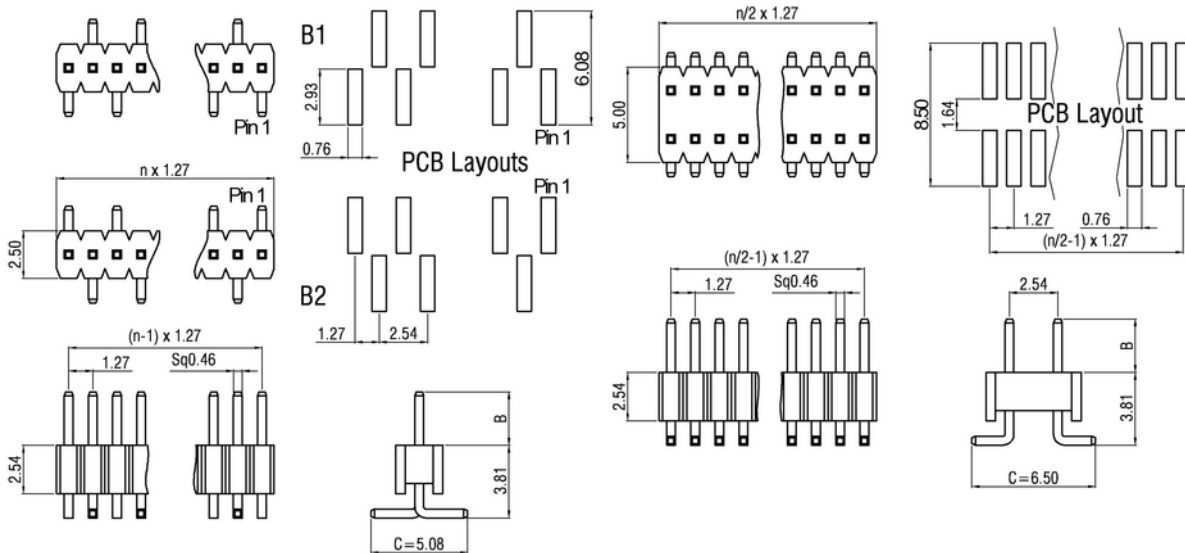 B1
2.93
0.76
6.08
Pin 1
Pin 1
PCB Layouts
n x 1.27
Pin 1
2.50
Pin 1
B2
1.27
2.54
(n-1) x 1.27
1.27
Sq0.46
2.54
B
3.81
C=5.08
n/2 x 1.27
5.00
8.50
1.64
PCB Layout
1.27
0.76
(n/2-1) x 1.27
(n/2-1) x 1.27
1.27
Sq0.46
2.54
2.54
B
3.81
C=6.50